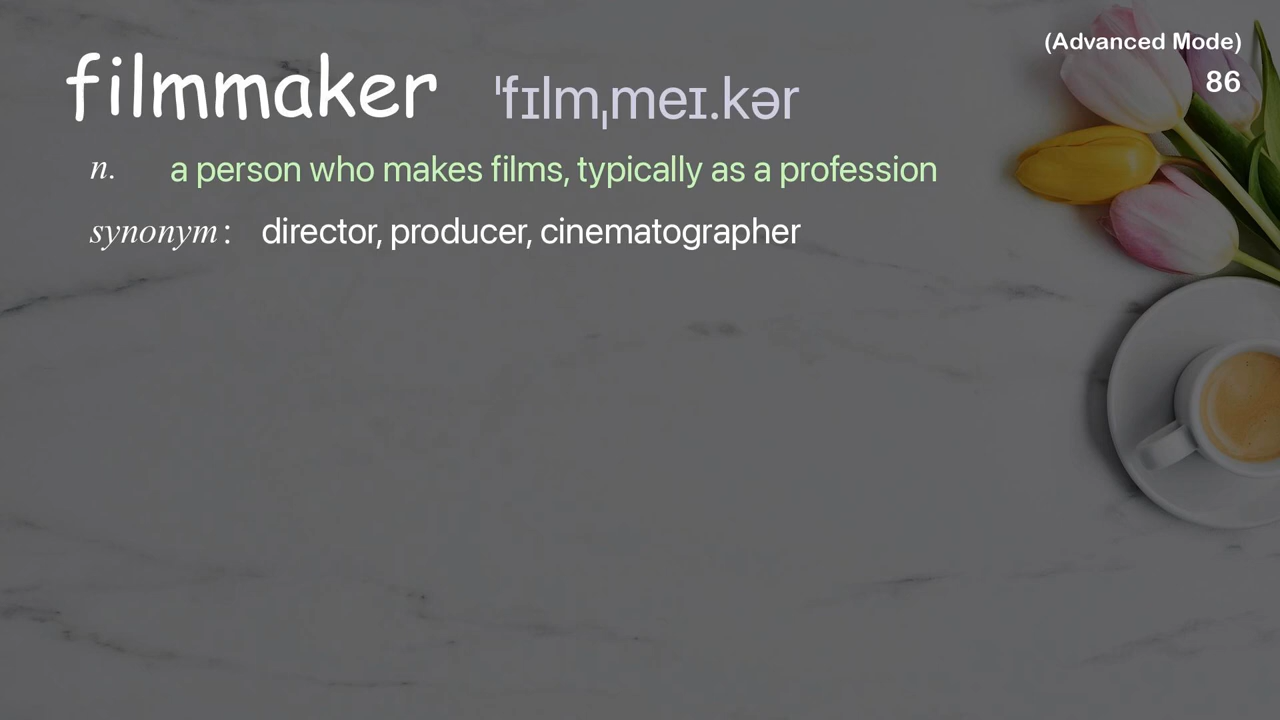 (Advanced Mode)
86
filmmaker ˈfɪlmˌmeɪ.kər
n. a person who makes films, typically as a profession
synonym: director, producer, cinematographer